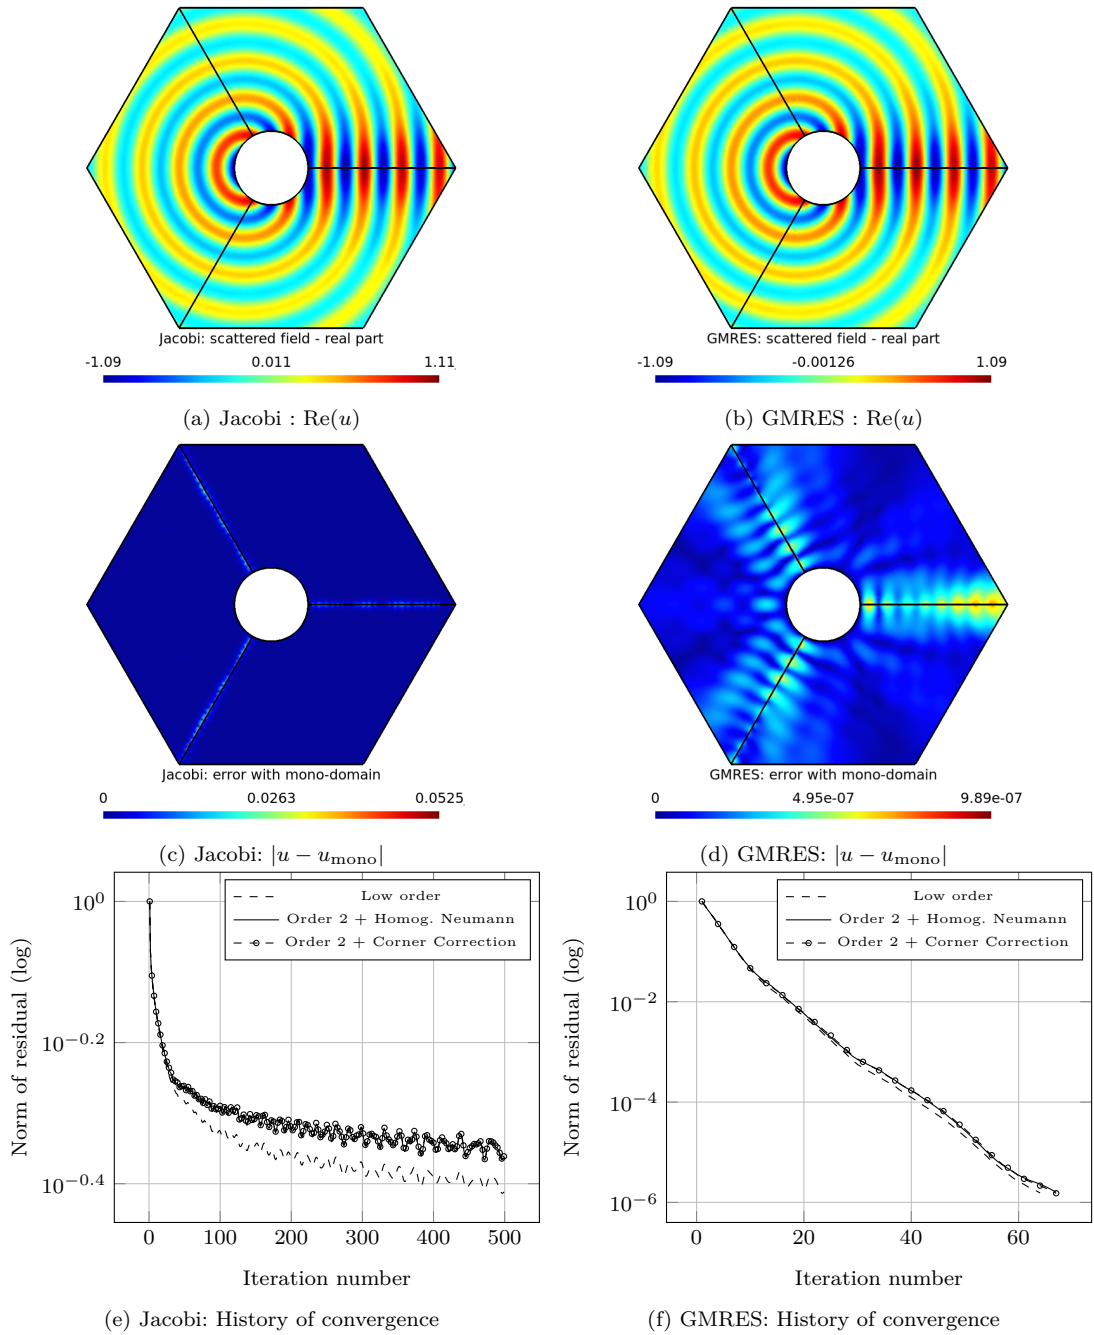 Jacobi: scattered field - real part
-1.09 0.011 1.11
(a) Jacobi : Re(u)
GMRES: scattered field - real part
-1.09 -0.00126 1.09
(b) GMRES : Re(u)
Jacobi: error with mono-domain
0 0.0263 0.0525
(c) Jacobi: |u − u_mono|
GMRES: error with mono-domain
0 4.95e-07 9.89e-07
(d) GMRES: |u − u_mono|
Norm of residual (log)
10^0
10^−0.2
10^−0.4
Low order
Order 2 + Homog. Neumann
Order 2 + Corner Correction
0 100 200 300 400 500
Iteration number
(e) Jacobi: History of convergence
Norm of residual (log)
10^0
10^−2
10^−4
10^−6
Low order
Order 2 + Homog. Neumann
Order 2 + Corner Correction
0 20 40 60
Iteration number
(f) GMRES: History of convergence